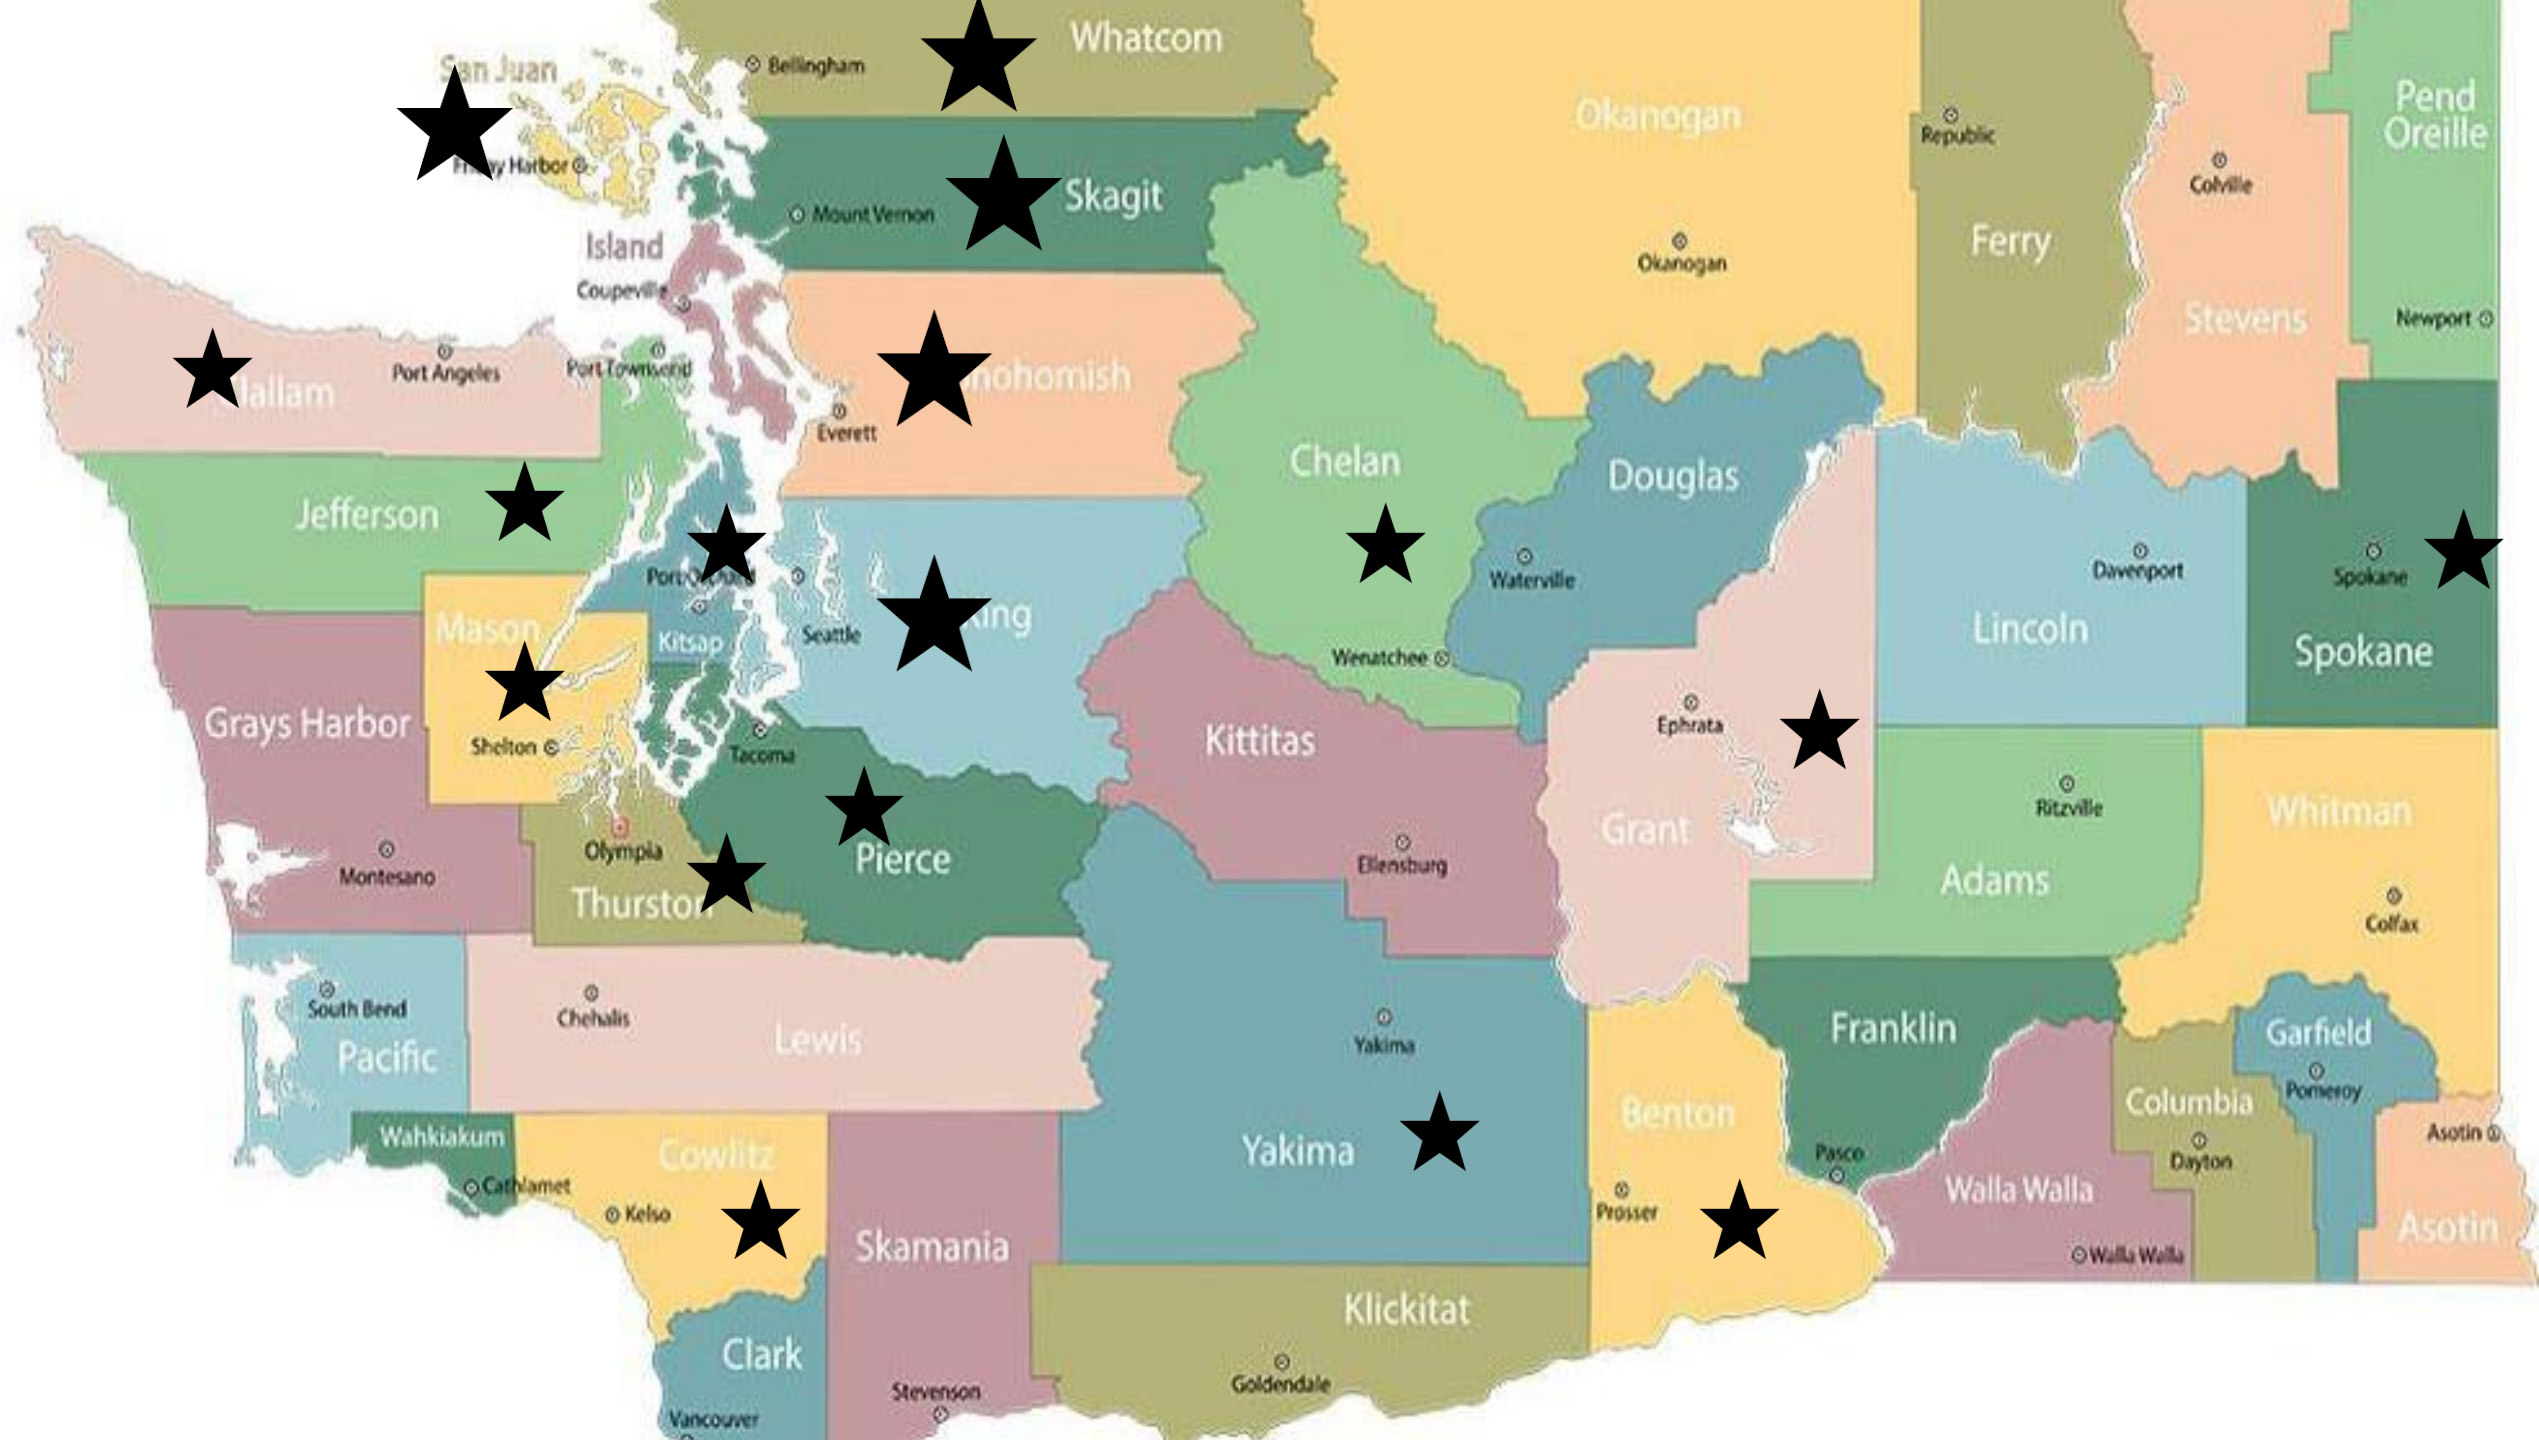 Whatcom
Bellingham
San Juan
Harbor
Okanogan
Okanogan
Republic
Ferry
Colville
Stevens
Pend
Oreille
Newport
Skagit
Mount Vernon
Island
Coupeville
Port Angeles
Port Townsend
Everett
Chelan
Wenatchee
Douglas
Waterville
Jefferson
Mason
Shelton
Kitsap
Seattle
Tacoma
Kittitas
Ellensburg
Ephrata
Grant
Lincoln
Davenport
Spokane
Spokane
Grays Harbor
Montesano
Olympia
Thurston
Pierce
Ritzville
Adams
Whitman
Colfax
South Bend
Pacific
Chehalis
Lewis
Yakima
Yakima
Benton
Prosser
Franklin
Pasco
Garfield
Pomeroy
Columbia
Dayton
Asotin
Asotin
Walla Walla
Walla Walla
Wahkiakum
Cathlamet
Cowlitz
Kelso
Skamania
Stevenson
Clark
Vancouver
Klickitat
Goldendale